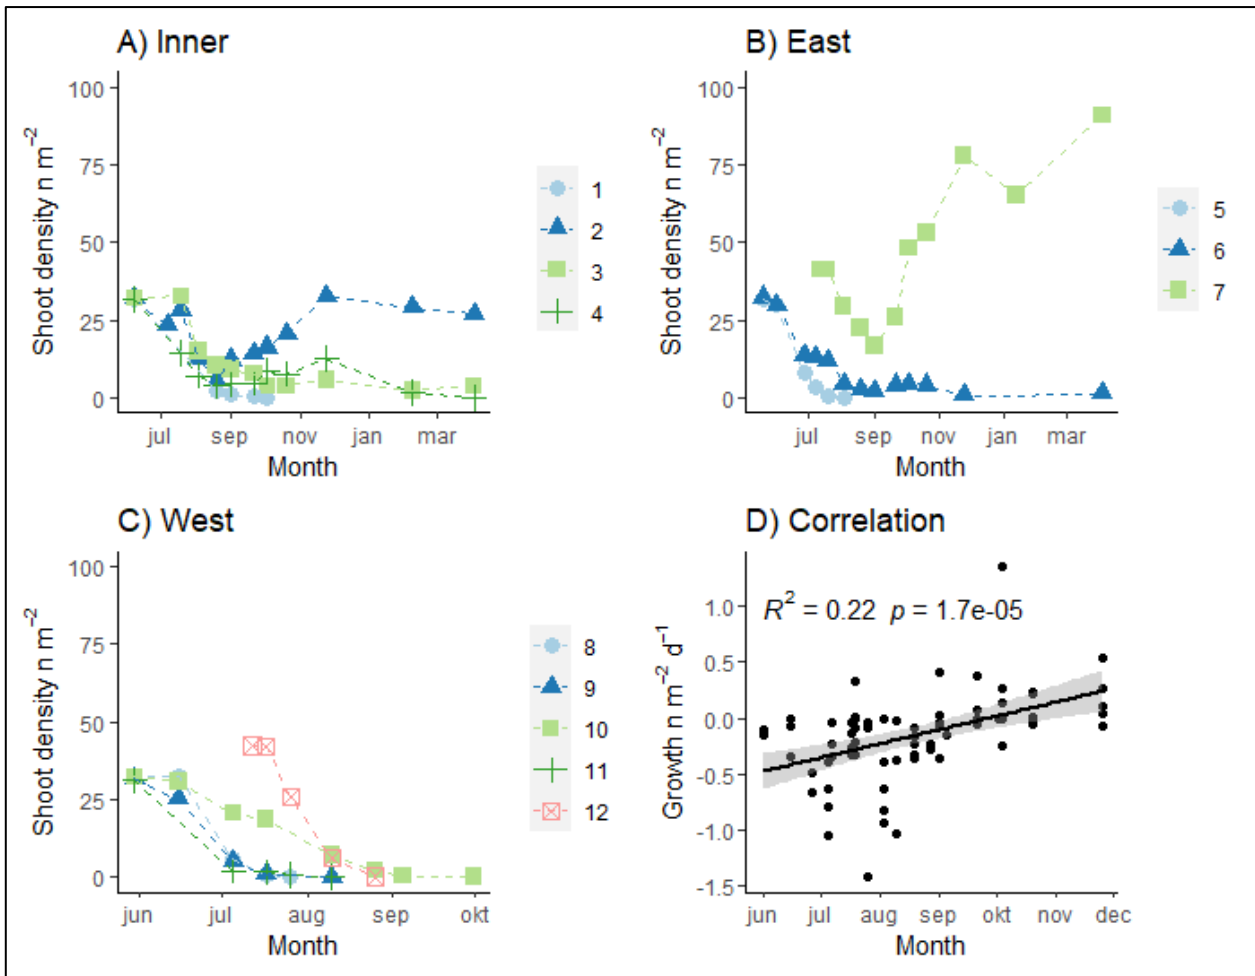 A) Inner
Shoot density n m⁻²
100
75
50
25
0
jul sep nov jan mar
Month
1
2
3
4
B) East
Shoot density n m⁻²
100
75
50
25
0
jul sep nov jan mar
Month
5
6
7
C) West
Shoot density n m⁻²
100
75
50
25
0
jun jul aug sep okt
Month
8
9
10
11
12
D) Correlation
R² = 0.22 p = 1.7e-05
Growth n m⁻² d⁻¹
1.0
0.5
0.0
-0.5
-1.0
-1.5
jun jul aug sep okt nov dec
Month